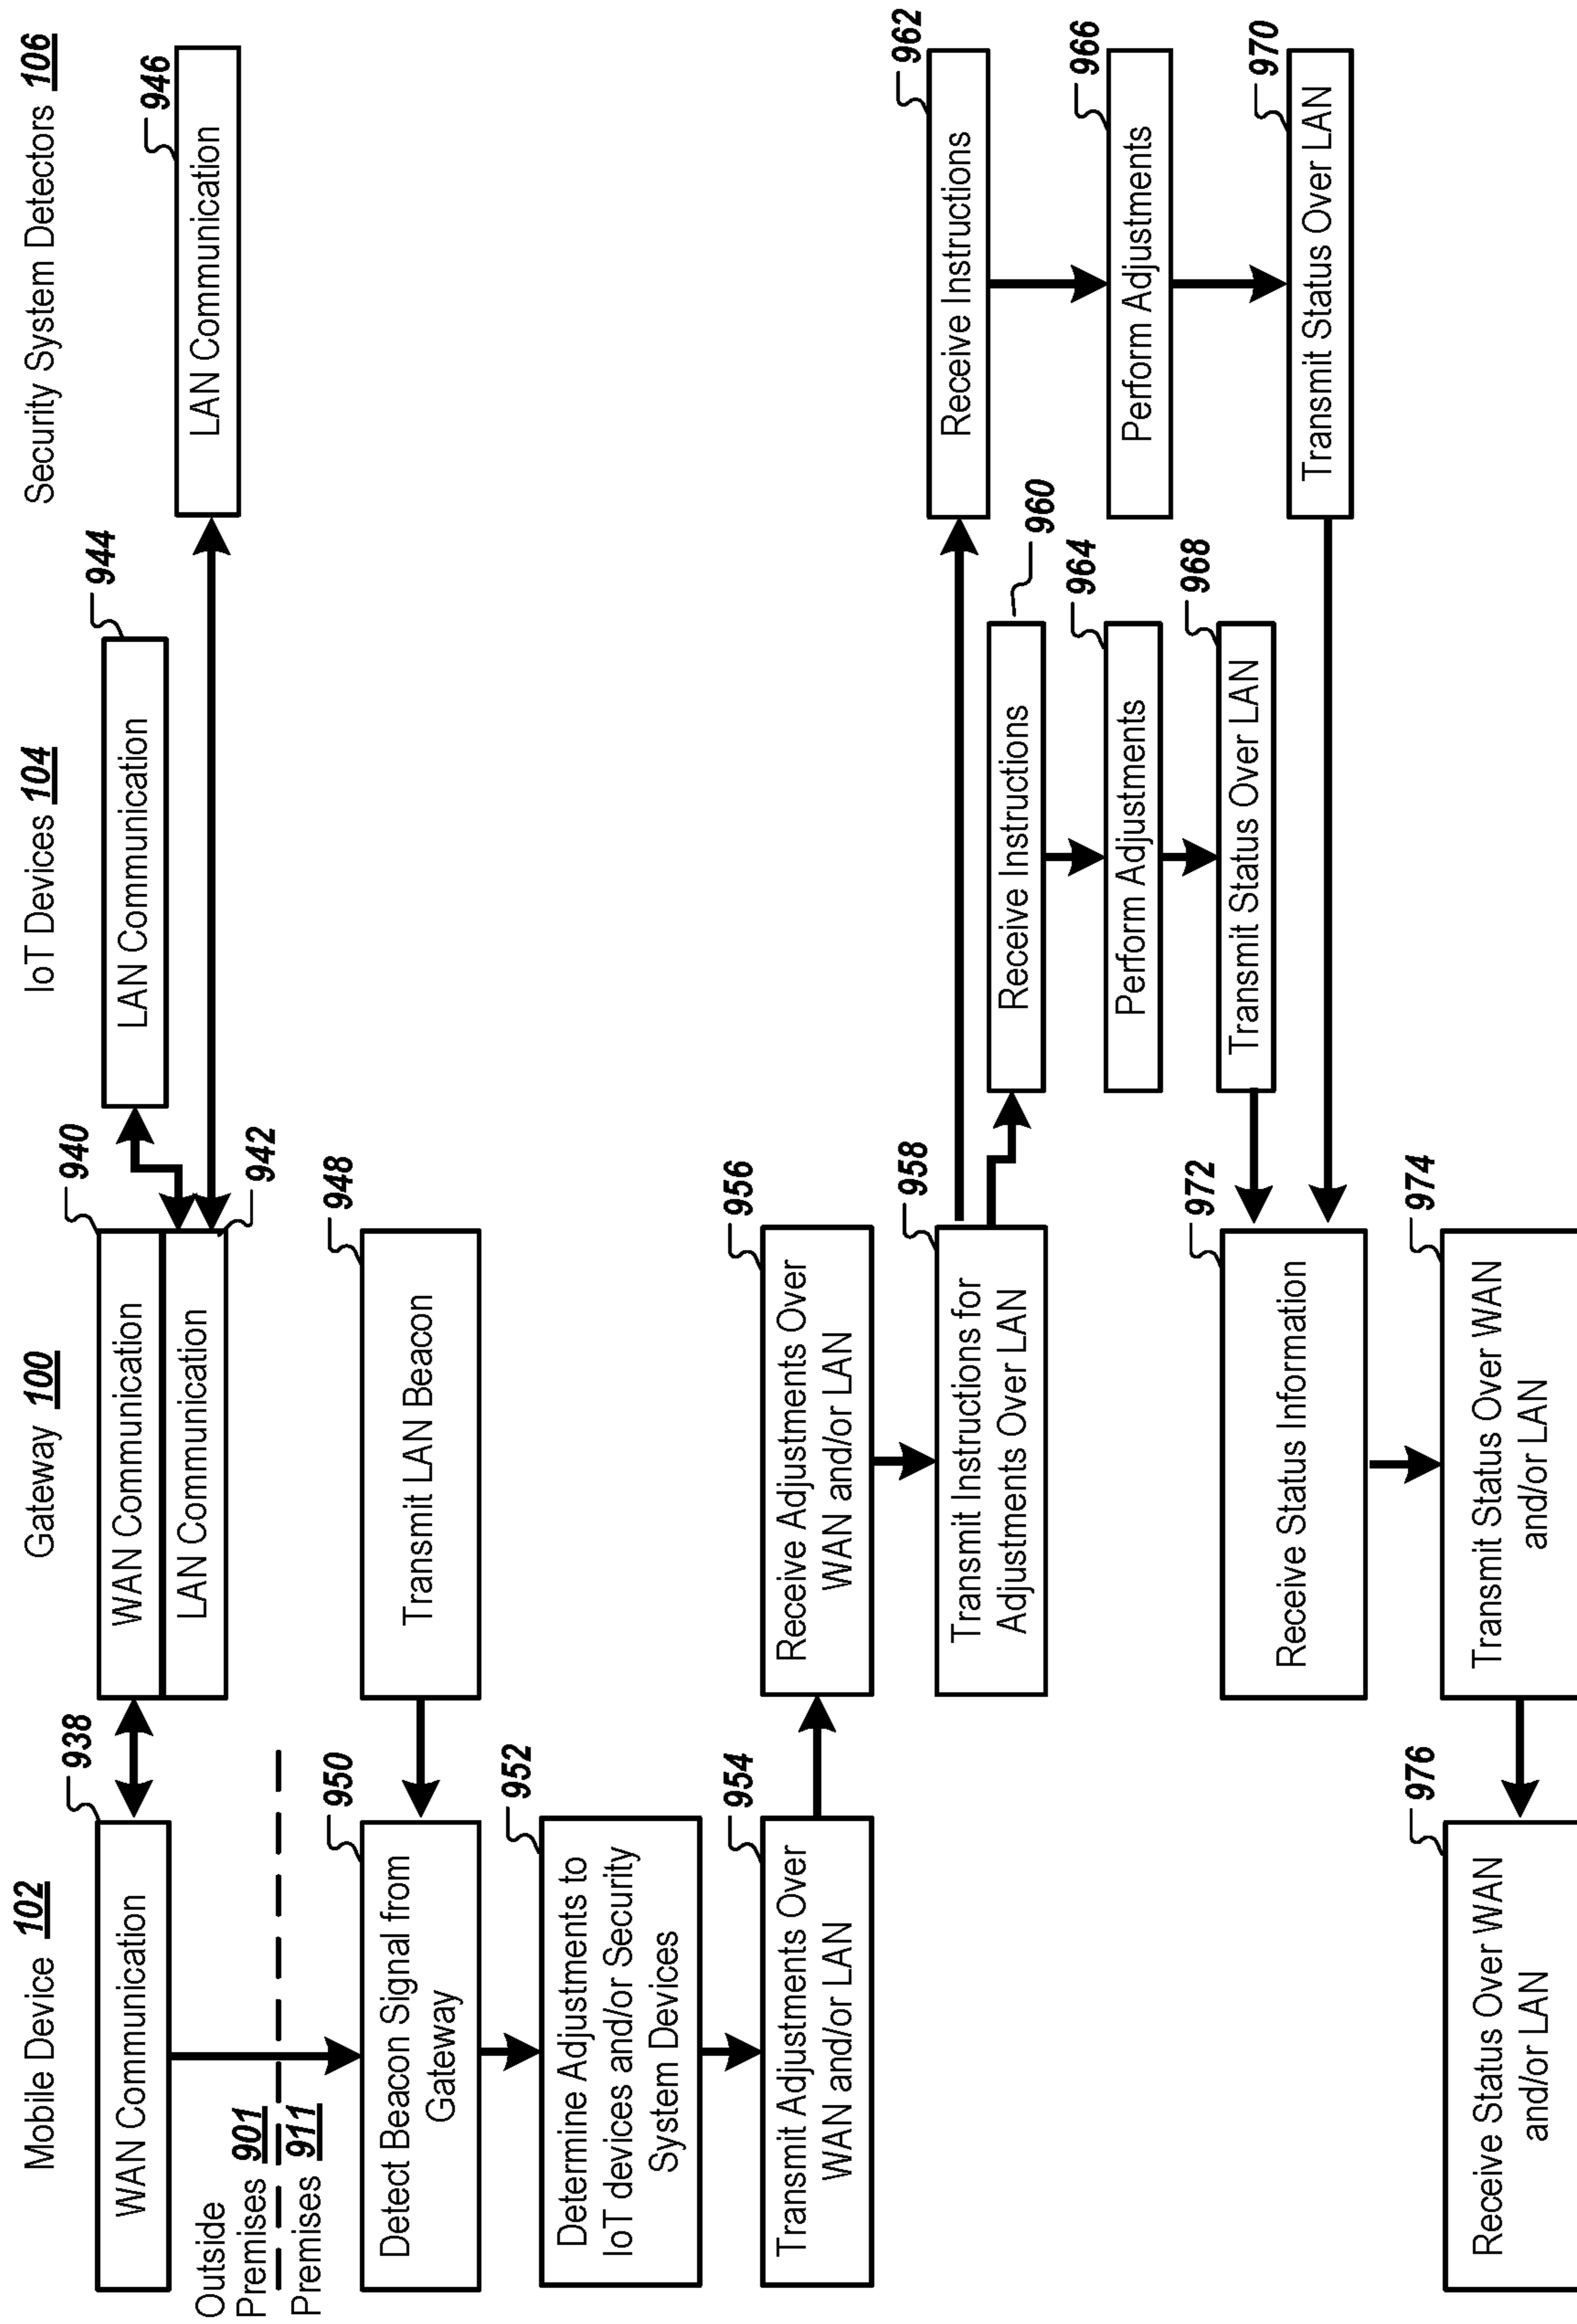 Mobile Device 102
Gateway 100
IoT Devices 104
Security System Detectors 106
938
WAN Communication
940
WAN Communication
LAN Communication
942
944
LAN Communication
946
LAN Communication
Outside
Premises 901
Premises 911
948
Transmit LAN Beacon
950
Detect Beacon Signal from
Gateway
952
Determine Adjustments to
IoT devices and/or Security
System Devices
954
Transmit Adjustments Over
WAN and/or LAN
956
Receive Adjustments Over
WAN and/or LAN
958
Transmit Instructions for
Adjustments Over LAN
960
Receive Instructions
962
Receive Instructions
964
Perform Adjustments
966
Perform Adjustments
968
Transmit Status Over LAN
970
Transmit Status Over LAN
972
Receive Status Information
974
Transmit Status Over WAN
and/or LAN
976
Receive Status Over WAN
and/or LAN